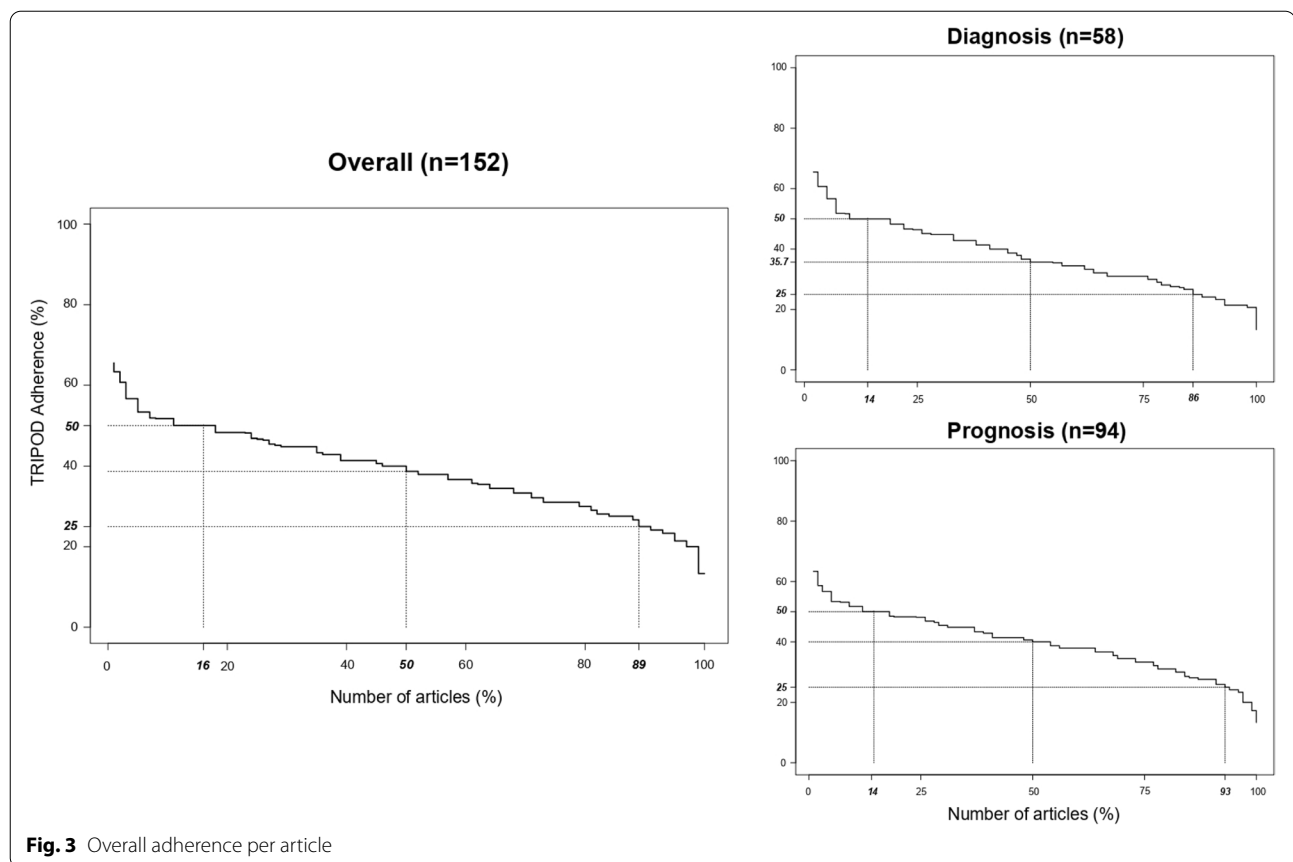 Overall (n=152)
TRIPOD Adherence (%)
100
80
60
50
40
25
20
0
0 16 20 40 50 60 80 89 100
Number of articles (%)
Diagnosis (n=58)
100
80
60
50
40
35.7
25
20
0
0 14 25 50 75 86 100
Prognosis (n=94)
100
80
60
50
40
25
20
0
0 14 25 50 75 93 100
Number of articles (%)
Fig. 3 Overall adherence per article